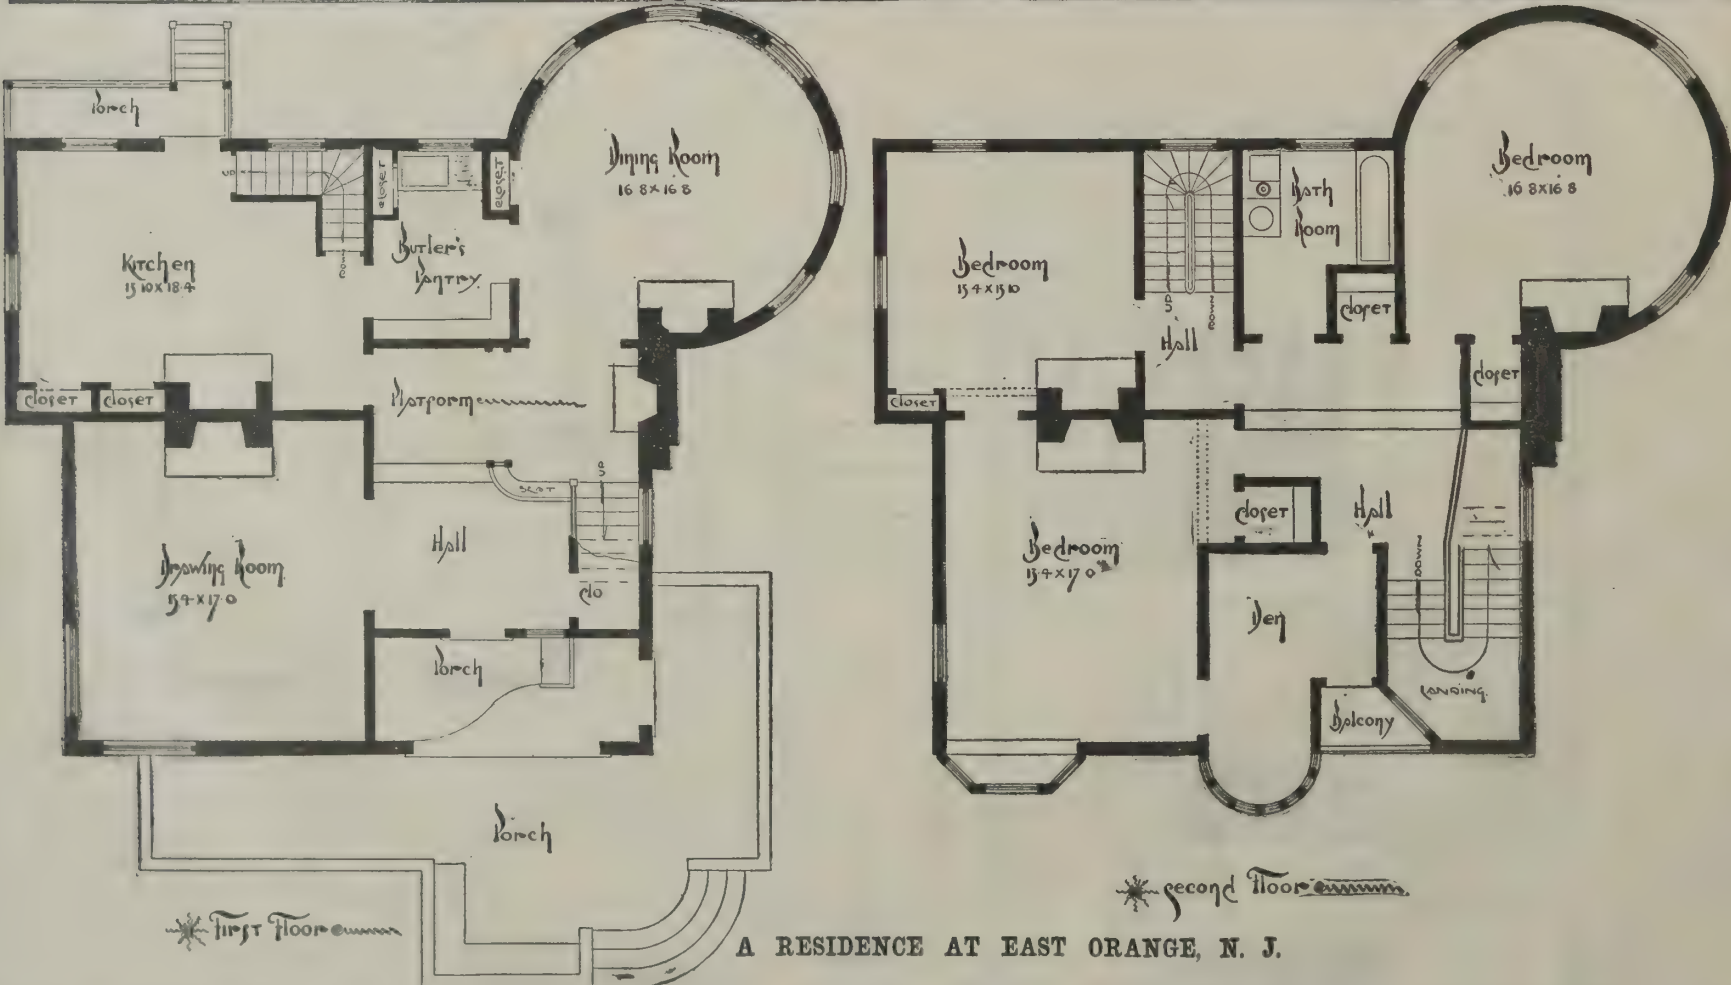 Porch
Dining Room
16 8 X 16 8
UP
closet
closet
Kitchen
15 10 X 18.4
Down
Butler's
Pantry
closet
closet
Platform
Up
Seat
Hall
Drawing Room
15 4 X 17.0
Clo
Porch
Porch
First Floor
Bedroom
16 8 X 16 8
Bath
Room
Bedroom
15 4 X 15 10
Up
Down
closet
Hall
closet
closet
closet
Hall
Bedroom
15 4 X 17 0
Down
Den
Landing
Balcony
Second Floor
A RESIDENCE AT EAST ORANGE, N. J.